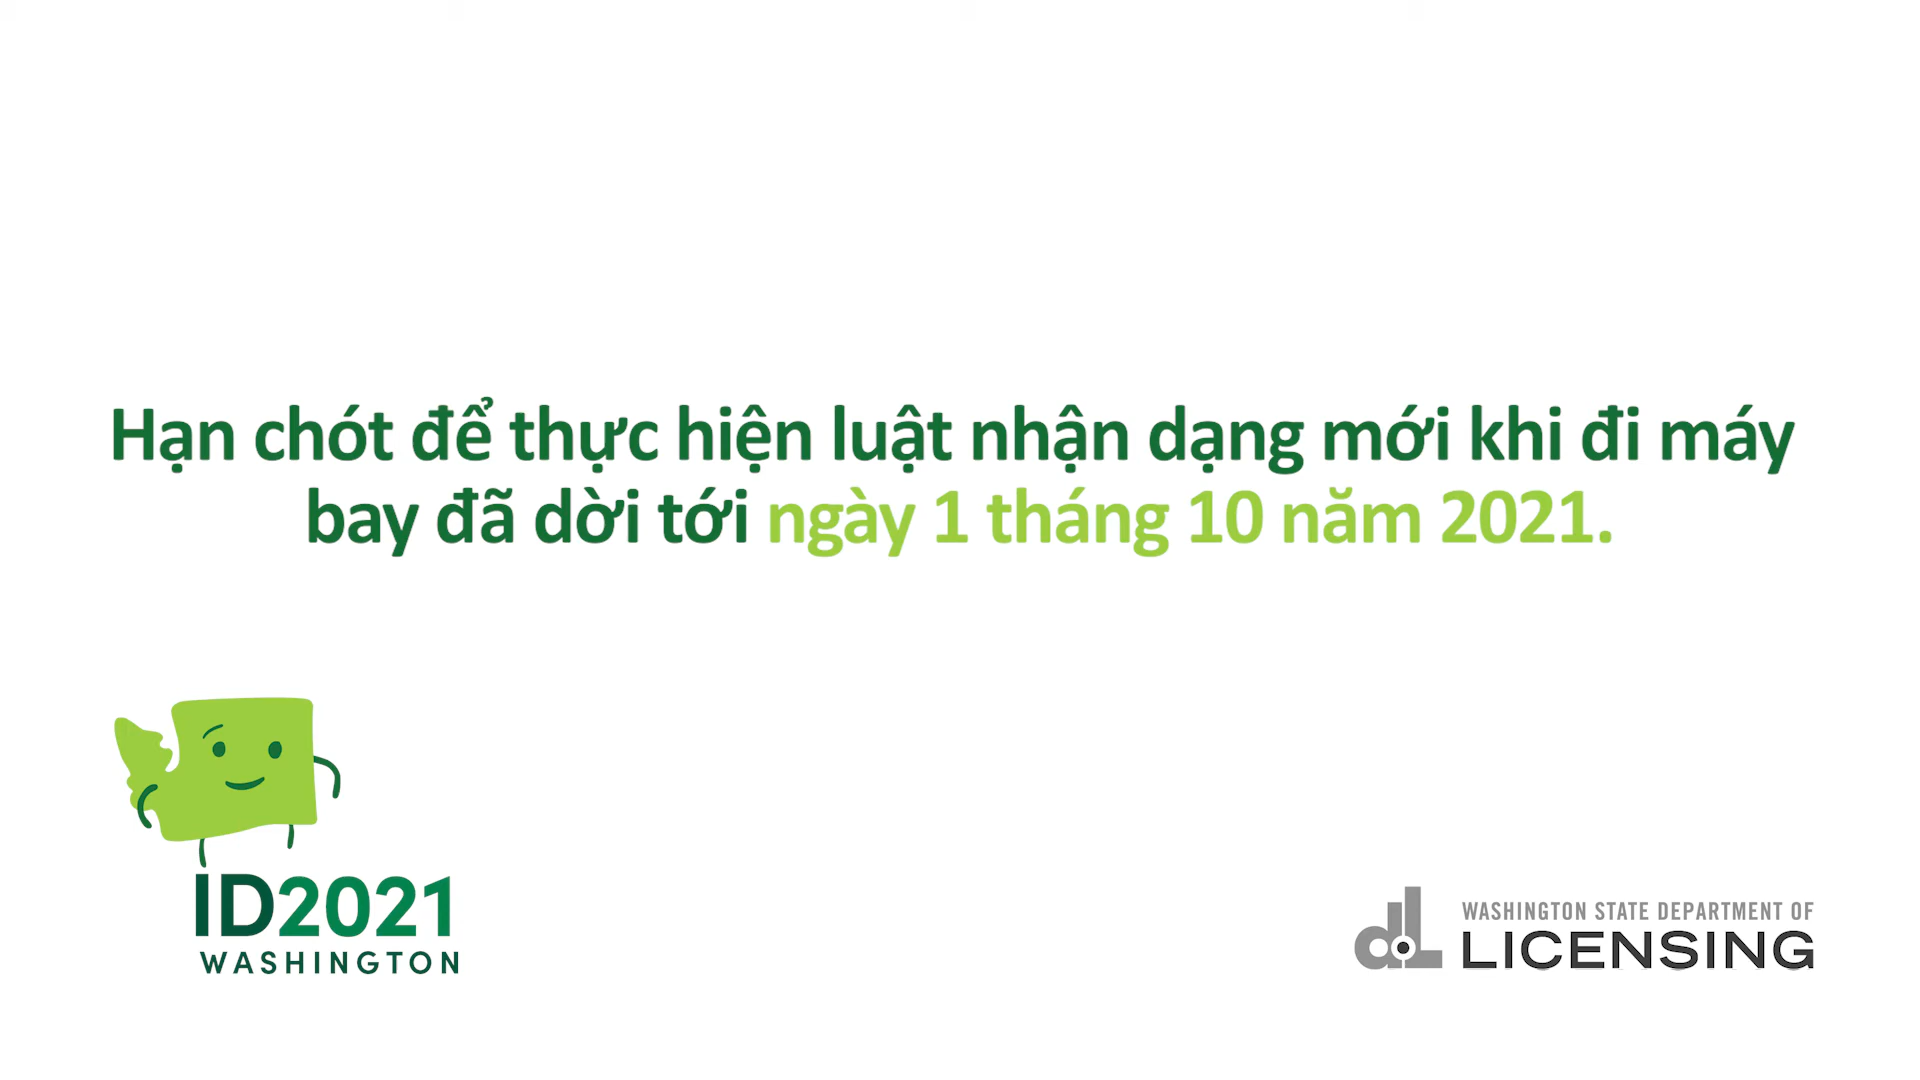 Hạn chót để thực hiện luật nhận dạng mới khi đi máy
bay đã dời tới ngày 1 tháng 10 năm 2021.
ID2021
WASHINGTON
dL
WASHINGTON STATE DEPARTMENT OF
LICENSING